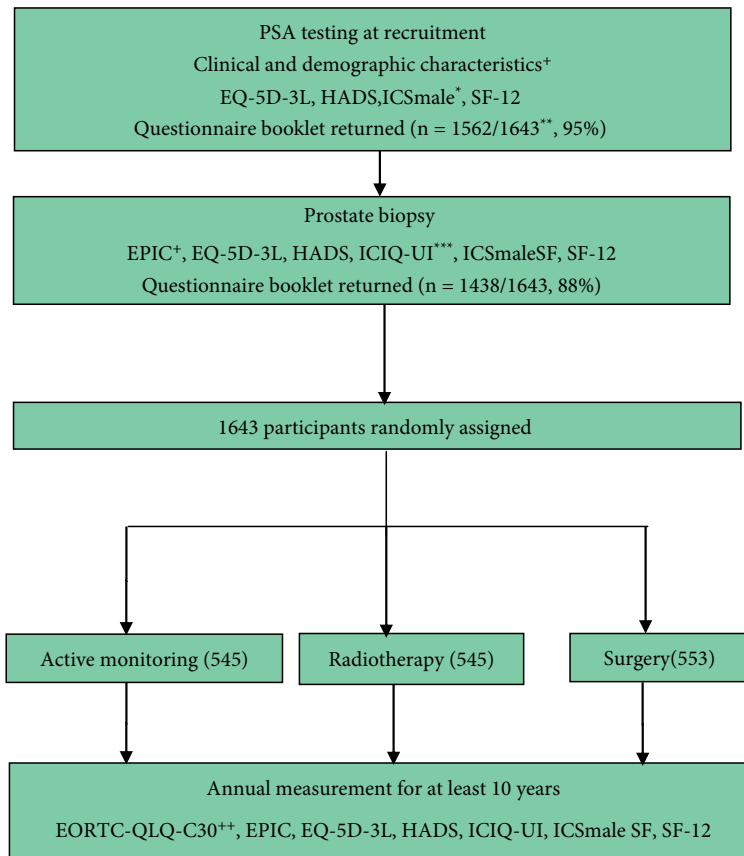 PSA testing at recruitment
Clinical and demographic characteristics⁺
EQ-5D-3L, HADS,ICSmale*, SF-12
Questionnaire booklet returned (n = 1562/1643**, 95%)
Prostate biopsy
EPIC⁺, EQ-5D-3L, HADS, ICIQ-UI***, ICSmaleSF, SF-12
Questionnaire booklet returned (n = 1438/1643, 88%)
1643 participants randomly assigned
Active monitoring (545)
Radiotherapy (545)
Surgery(553)
Annual measurement for at least 10 years
EORTC-QLQ-C30⁺⁺, EPIC, EQ-5D-3L, HADS, ICIQ-UI, ICSmale SF, SF-12